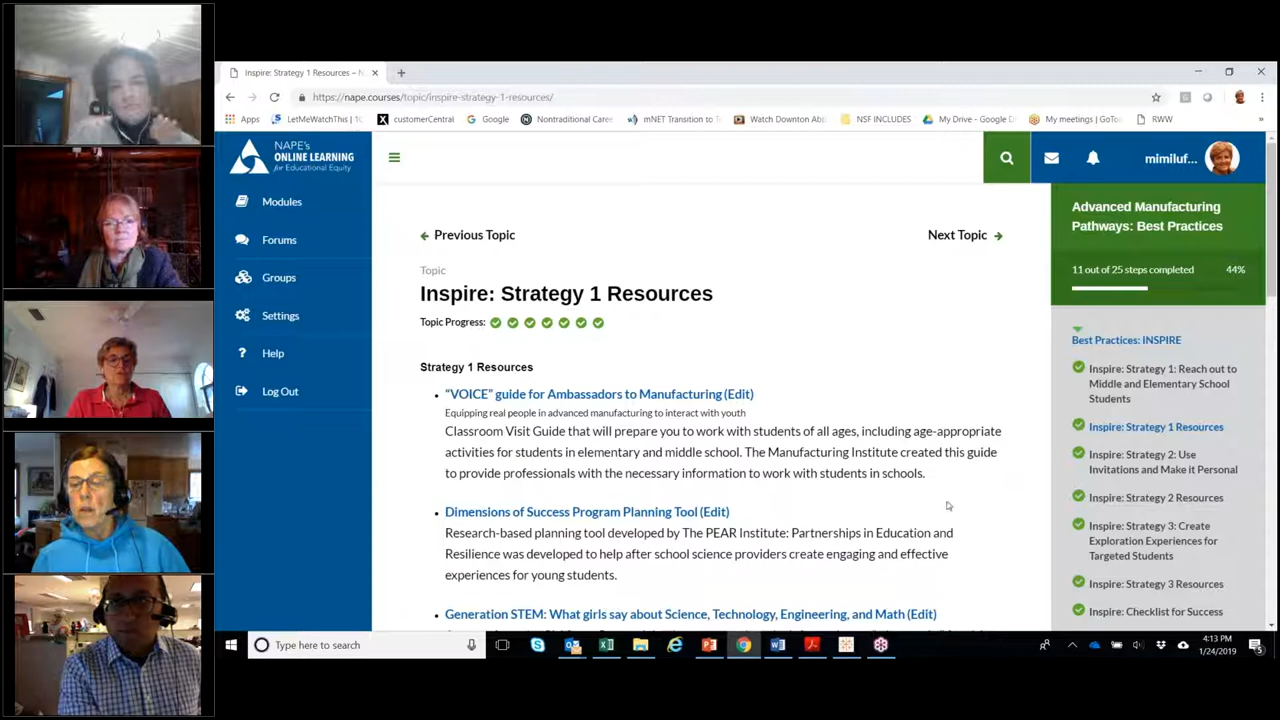 Inspire: Strategy 1 Resources – N
https://nape.courses/topic/inspire-strategy-1-resources/
Apps
LetMeWatchThis | 1C
customerCentral
Google
Nontraditional Caree
mNET Transition to T
Watch Downton Abb
NSF INCLUDES
My Drive - Google D
My meetings | GoTo
RWW
NAPE's
ONLINE LEARNING
for Educational Equity
Modules
Forums
Groups
Settings
Help
Log Out
mimiluf...
Previous Topic
Next Topic
Topic
Inspire: Strategy 1 Resources
Topic Progress:
Strategy 1 Resources
• "VOICE" guide for Ambassadors to Manufacturing (Edit)
Equipping real people in advanced manufacturing to interact with youth
Classroom Visit Guide that will prepare you to work with students of all ages, including age-appropriate
activities for students in elementary and middle school. The Manufacturing Institute created this guide
to provide professionals with the necessary information to work with students in schools.
• Dimensions of Success Program Planning Tool (Edit)
Research-based planning tool developed by The PEAR Institute: Partnerships in Education and
Resilience was developed to help after school science providers create engaging and effective
experiences for young students.
• Generation STEM: What girls say about Science, Technology, Engineering, and Math (Edit)
Advanced Manufacturing
Pathways: Best Practices
11 out of 25 steps completed 44%
Best Practices: INSPIRE
Inspire: Strategy 1: Reach out to
Middle and Elementary School
Students
Inspire: Strategy 1 Resources
Inspire: Strategy 2: Use
Invitations and Make it Personal
Inspire: Strategy 2 Resources
Inspire: Strategy 3: Create
Exploration Experiences for
Targeted Students
Inspire: Strategy 3 Resources
Inspire: Checklist for Success
Type here to search
4:13 PM
1/24/2019